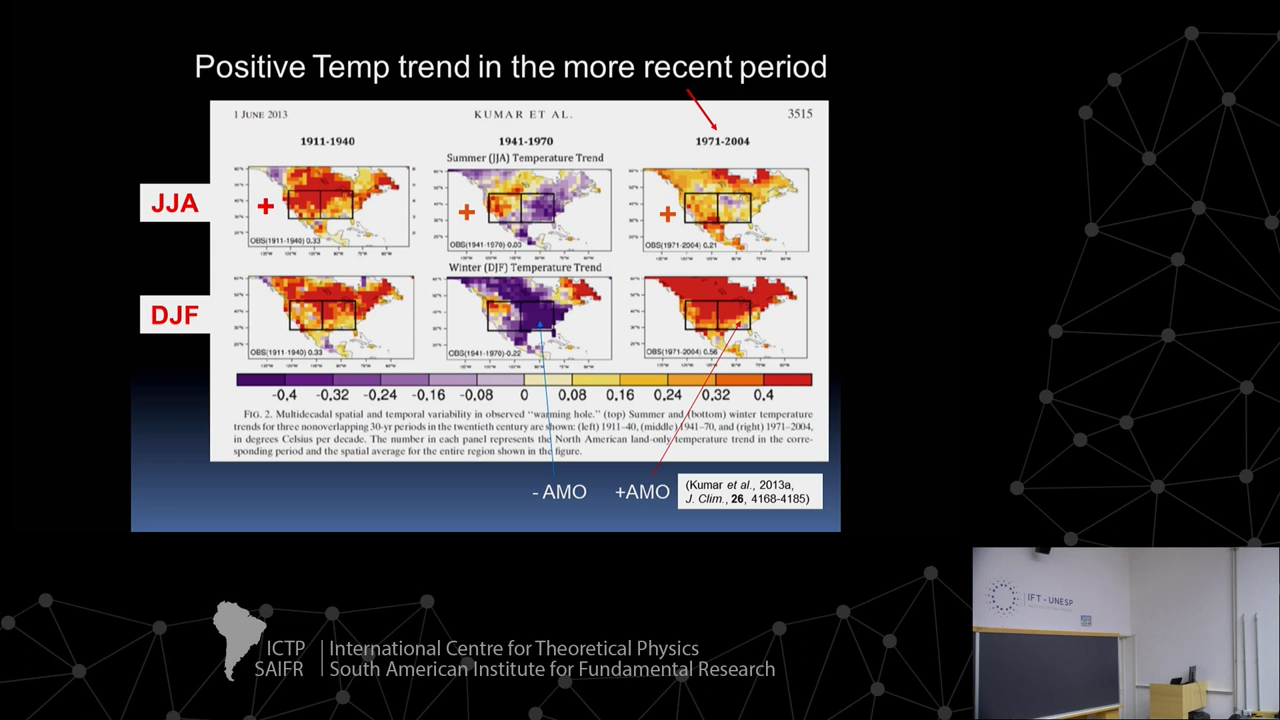 Positive Temp trend in the more recent period
1 JUNE 2013 KUMAR ET AL. 3515
1911-1940 1941-1970 1971-2004
Summer (JJA) Temperature Trend
JJA
+ + +
OBS(1911-1940) 0.33 OBS(1941-1970)-0.03 OBS(1971-2004) 0.21
Winter (DJF) Temperature Trend
DJF
OBS(1911-1940) 0.33 OBS(1941-1970)-0.22 OBS(1971-2004) 0.56
-0.4 -0.32 -0.24 -0.16 -0.08 0 0.08 0.16 0.24 0.32 0.4
FIG. 2. Multidecadal spatial and temporal variability in observed "warming hole." (top) Summer and (bottom) winter temperature
trends for three nonoverlapping 30-yr periods in the twentieth century are shown: (left) 1911–40, (middle) 1941–70, and (right) 1971–2004,
in degrees Celsius per decade. The number in each panel represents the North American land-only temperature trend in the corre-
sponding period and the spatial average for the entire region shown in the figure.
- AMO +AMO
(Kumar et al., 2013a,
J. Clim., 26, 4168-4185)
IFT - UNESP
ICTP
SAIFR
International Centre for Theoretical Physics
South American Institute for Fundamental Research